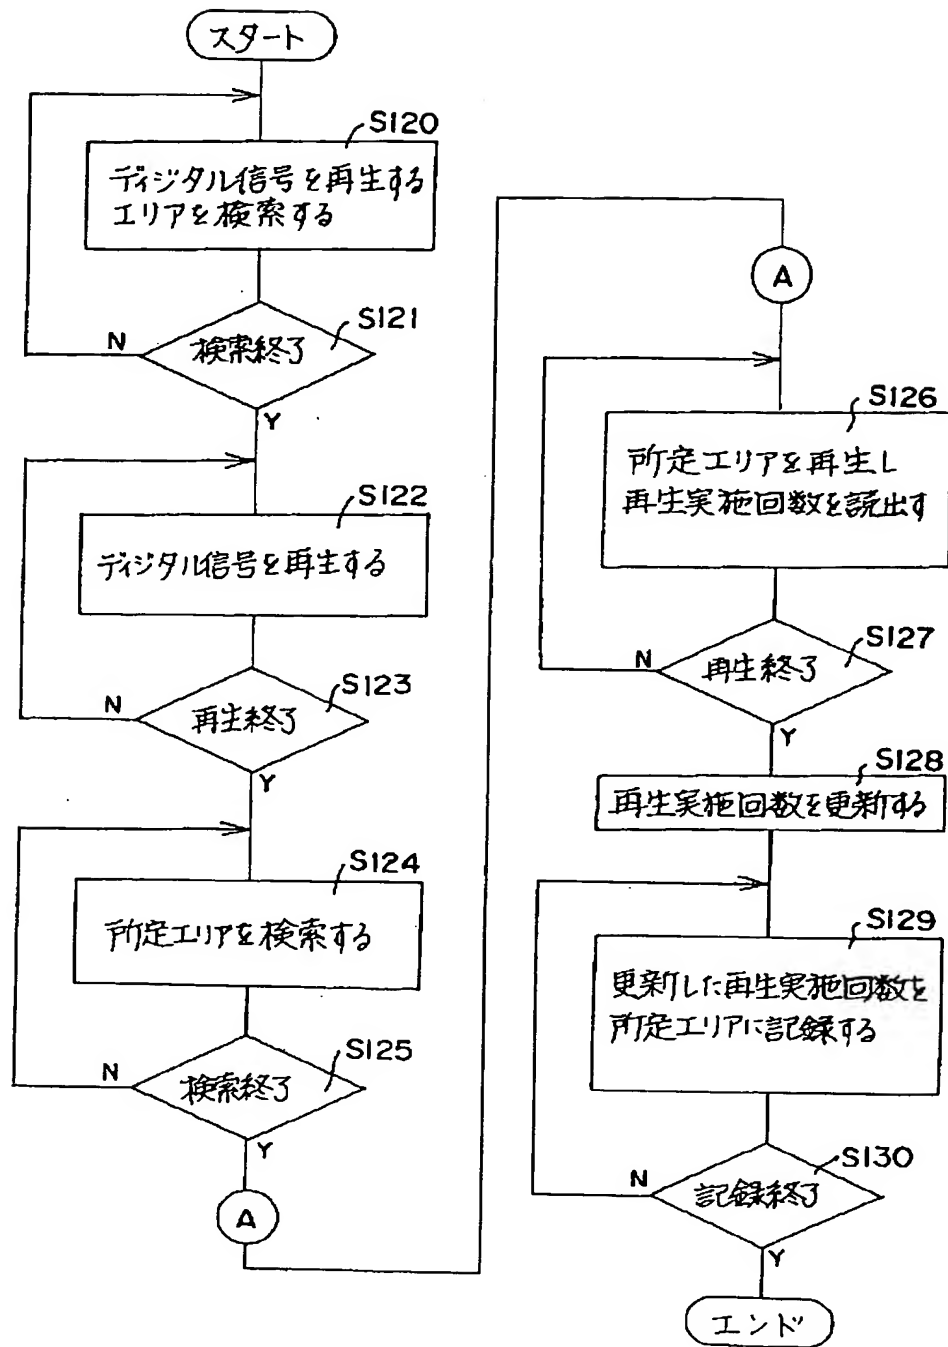 スタート
S120
ディジタル信号を再生する
エリアを検索する
S121
検索終了
N
Y
S122
ディジタル信号を再生する
S123
再生終了
N
Y
S124
所定エリアを検索する
S125
検索終了
N
Y
A
A
S126
所定エリアを再生し
再生実施回数を読出す
S127
再生終了
N
Y
S128
再生実施回数を更新する
S129
更新した再生実施回数を
所定エリアに記録する
S130
記録終了
N
Y
エンド